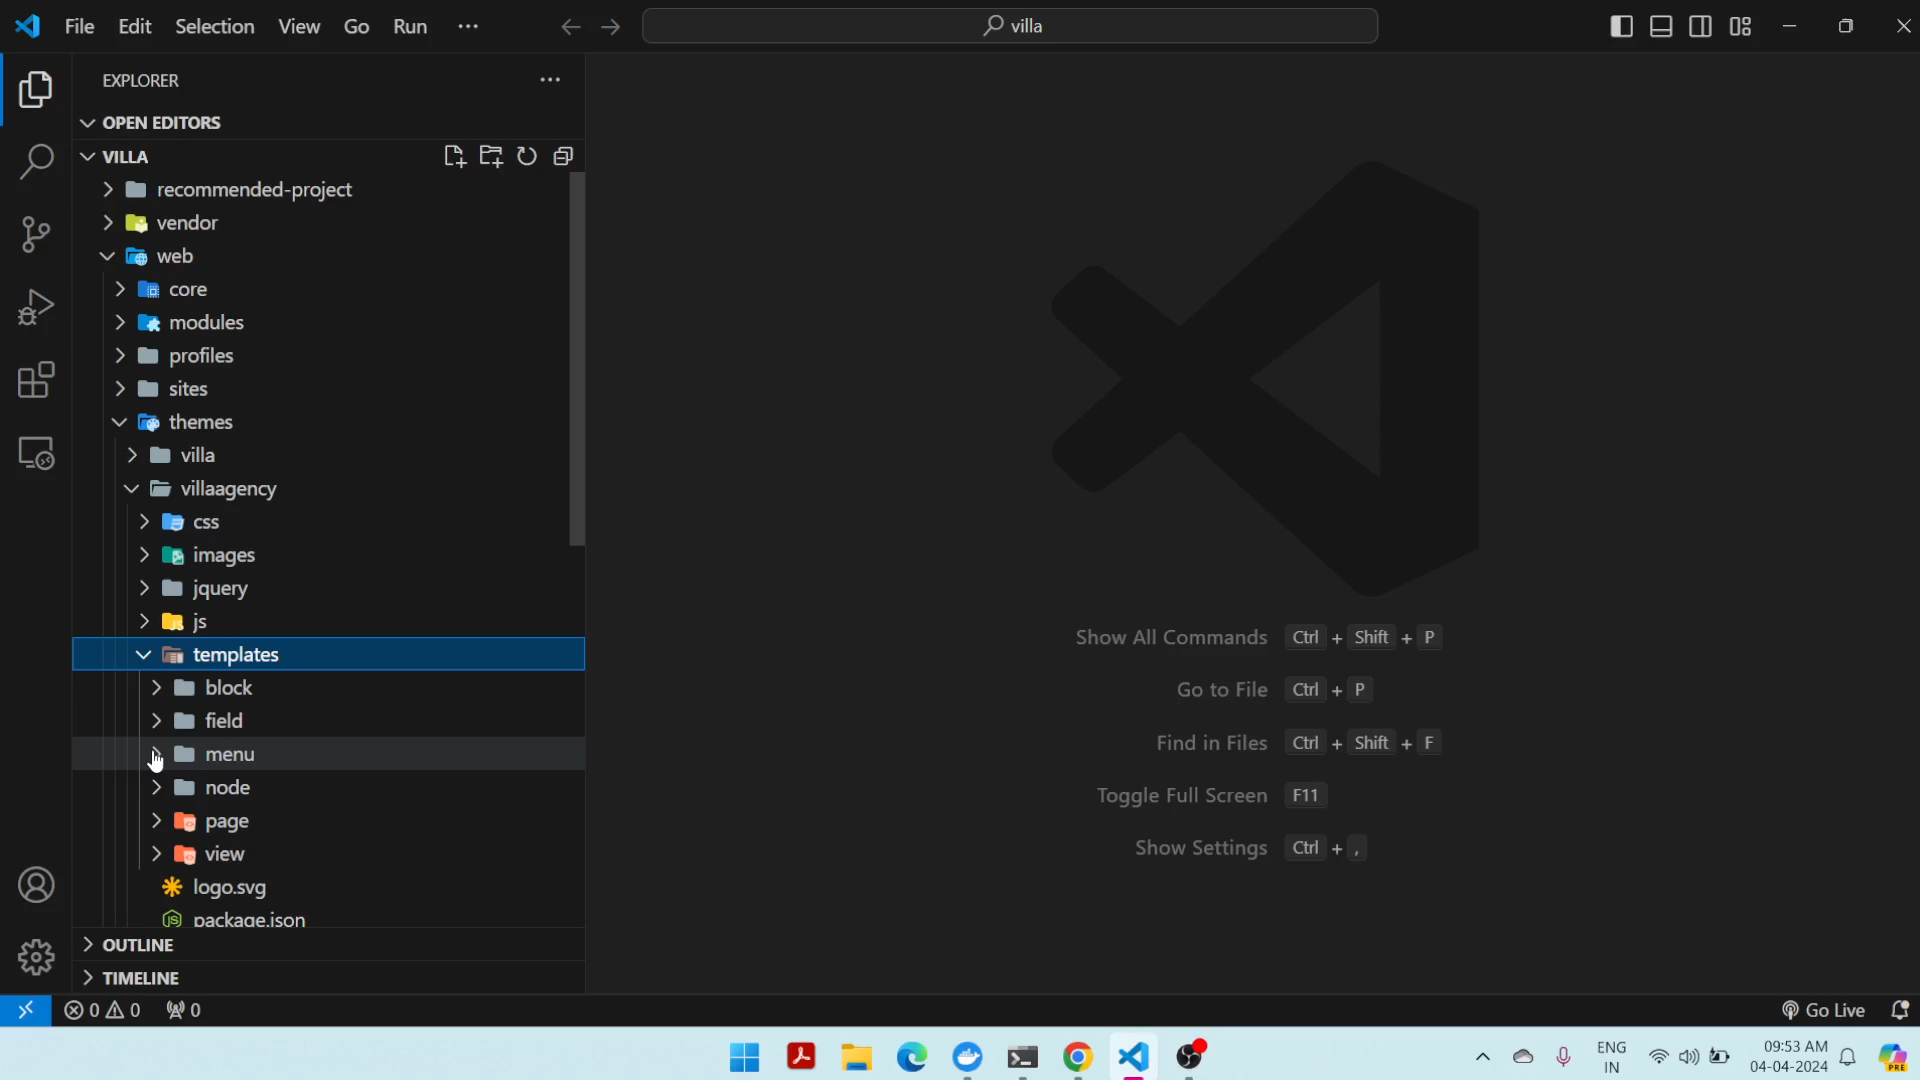 File Edit Selection View Go Run ···
villa
EXPLORER
OPEN EDITORS
VILLA
recommended-project
vendor
web
core
modules
profiles
sites
themes
villa
villaagency
css
images
jquery
js
templates
block
field
menu
node
page
view
logo.svg
package.json
OUTLINE
TIMELINE
Show All Commands Ctrl + Shift + P
Go to File Ctrl + P
Find in Files Ctrl + Shift + F
Toggle Full Screen F11
Show Settings Ctrl + ,
0 0 0
Go Live
ENG
IN
09:53 AM
04-04-2024
PRE